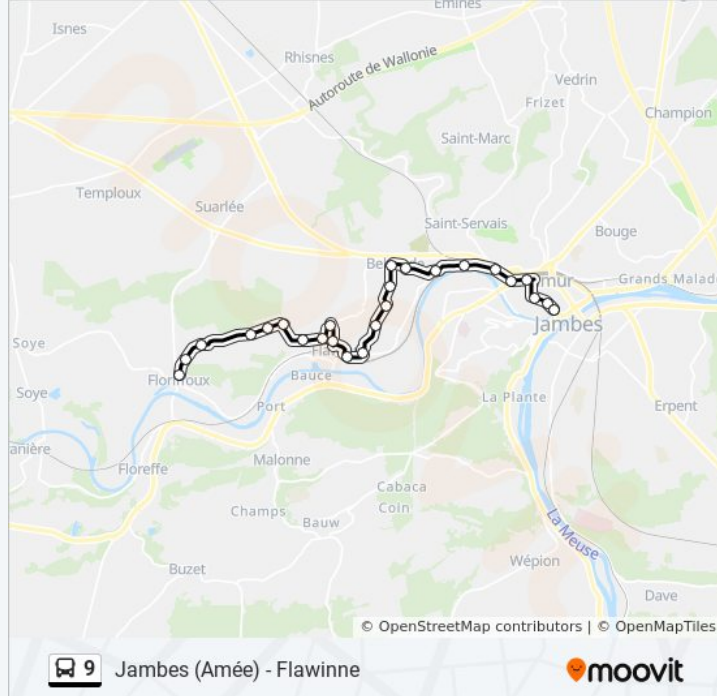 Emines
Isnes
Rhisnes
Autoroute de Wallonie
Vedrin
Frizet
Champion
Saint-Marc
Temploux
Suarlée
Saint-Servais
Bouge
Grands Malade
Jambes
Soye
Floriffoux
Bauce
Soye
Port
La Plante
Erpent
Floreffe
Malonne
Cabaca
Coin
Champs
Bauw
La Meuse
Buzet
Wépion
Dave
© OpenStreetMap contributors | © OpenMapTiles
9 Jambes (Amée) - Flawinne
moovit